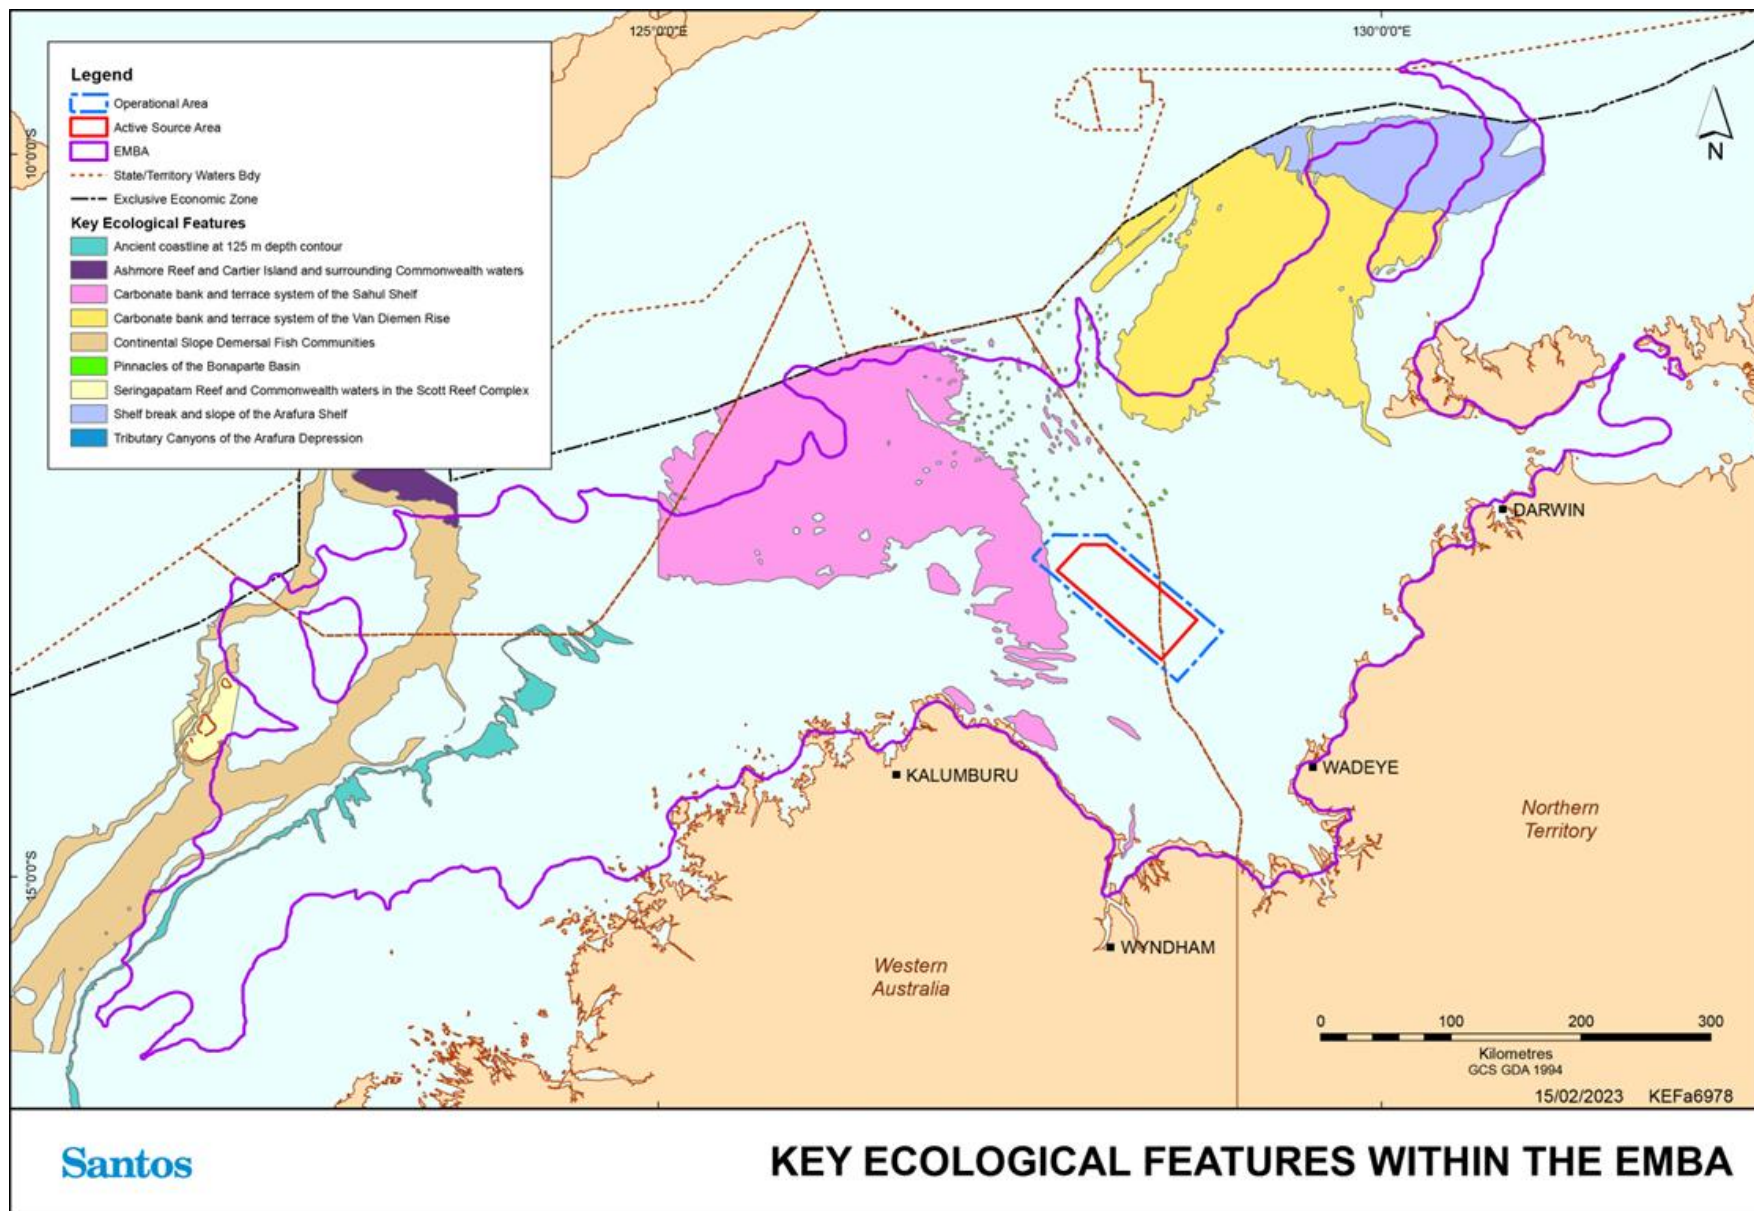 125°0'0"E
130°0'0"E
10°0'0"S
15°0'0"S
Legend
Operational Area
Active Source Area
EMBA
State/Territory Waters Bdy
Exclusive Economic Zone
Key Ecological Features
Ancient coastline at 125 m depth contour
Ashmore Reef and Cartier Island and surrounding Commonwealth waters
Carbonate bank and terrace system of the Sahul Shelf
Carbonate bank and terrace system of the Van Diemen Rise
Continental Slope Demersal Fish Communities
Pinnacles of the Bonaparte Basin
Seringapatam Reef and Commonwealth waters in the Scott Reef Complex
Shelf break and slope of the Arafura Shelf
Tributary Canyons of the Arafura Depression
N
DARWIN
WADEYE
KALUMBURU
WYNDHAM
Northern
Territory
Western
Australia
0 100 200 300
Kilometres
GCS GDA 1994
15/02/2023 KEFa6978
Santos
KEY ECOLOGICAL FEATURES WITHIN THE EMBA